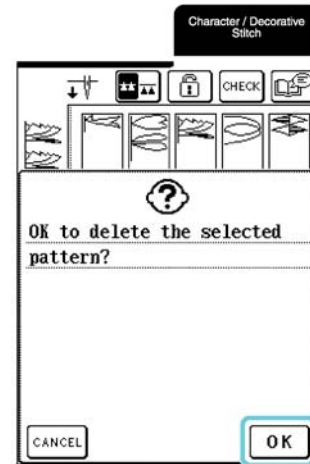 Character / Decorative
Stitch
CHECK
OK to delete the selected
pattern?
CANCEL
OK